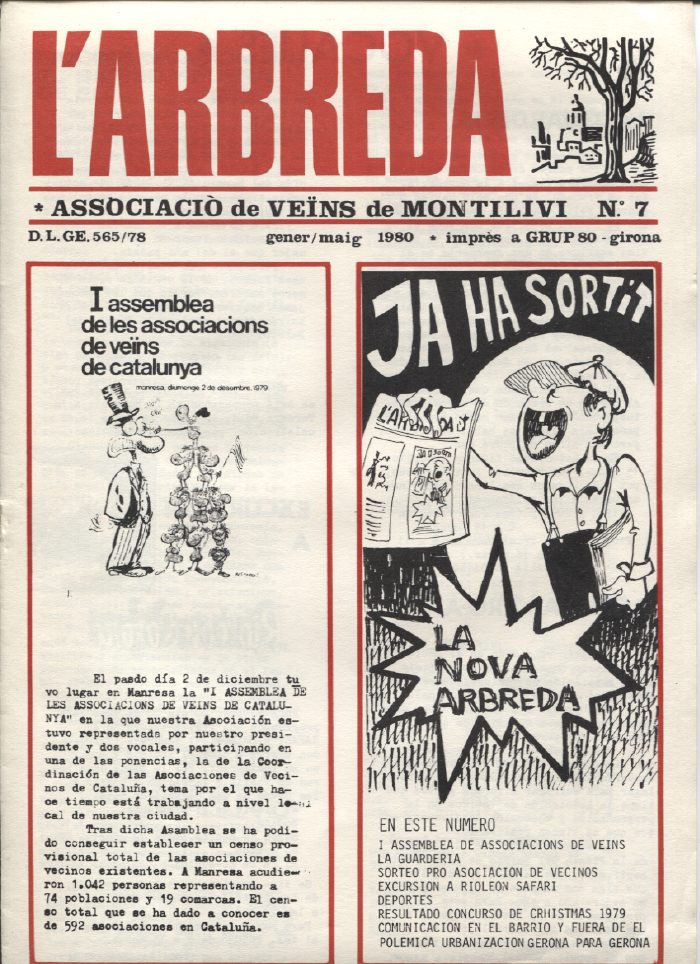 L'ARBREDA
* ASSOCIACIÒ de VEÏNS de MONTILIVI N.º 7
D.L.GE.565/78 gener/maig 1980 * imprès a GRUP 80 - girona
I assemblea
de les associacions
de veïns
de catalunya
manresa, diumenge 2 de desembre, 1979
El pasdo día 2 de diciembre tu
vo lugar en Manresa la "I ASSEMBLEA DE
LES ASSOCIACIONS DE VEINS DE CATALU-
NYA" en la que nuestra Asociación es-
tuvo representada por nuestro presi-
dente y dos vocales, participando en
una de las ponencias, la de la Coor-
dinación de las Asociaciones de Veci-
nos de Cataluña, tema por el que ha-
ce tiempo está trabajando a nivel lo-
cal de nuestra ciudad.
Tras dicha Asamblea se ha podi-
do conseguir establecer un censo pro-
visional total de las asociaciones de
vecinos existentes. A Manresa acudie-
ron 1.042 personas representando a
74 poblaciones y 19 comarcas. El cen-
so total que se ha dado a conocer es
de 592 asociaciones en Cataluña.
JA HA SORTIT
LA
NOVA
ARBREDA
EN ESTE NUMERO
I ASSEMBLEA DE ASSOCIACIONS DE VEINS
LA GUARDERIA
SORTEO PRO ASOCIACION DE VECINOS
EXCURSION A RIOLEON SAFARI
DEPORTES
RESULTADO CONCURSO DE CRHISTMAS 1979
COMUNICACION EN EL BARRIO Y FUERA DE EL
POLEMICA URBANIZACION GERONA PARA GERONA